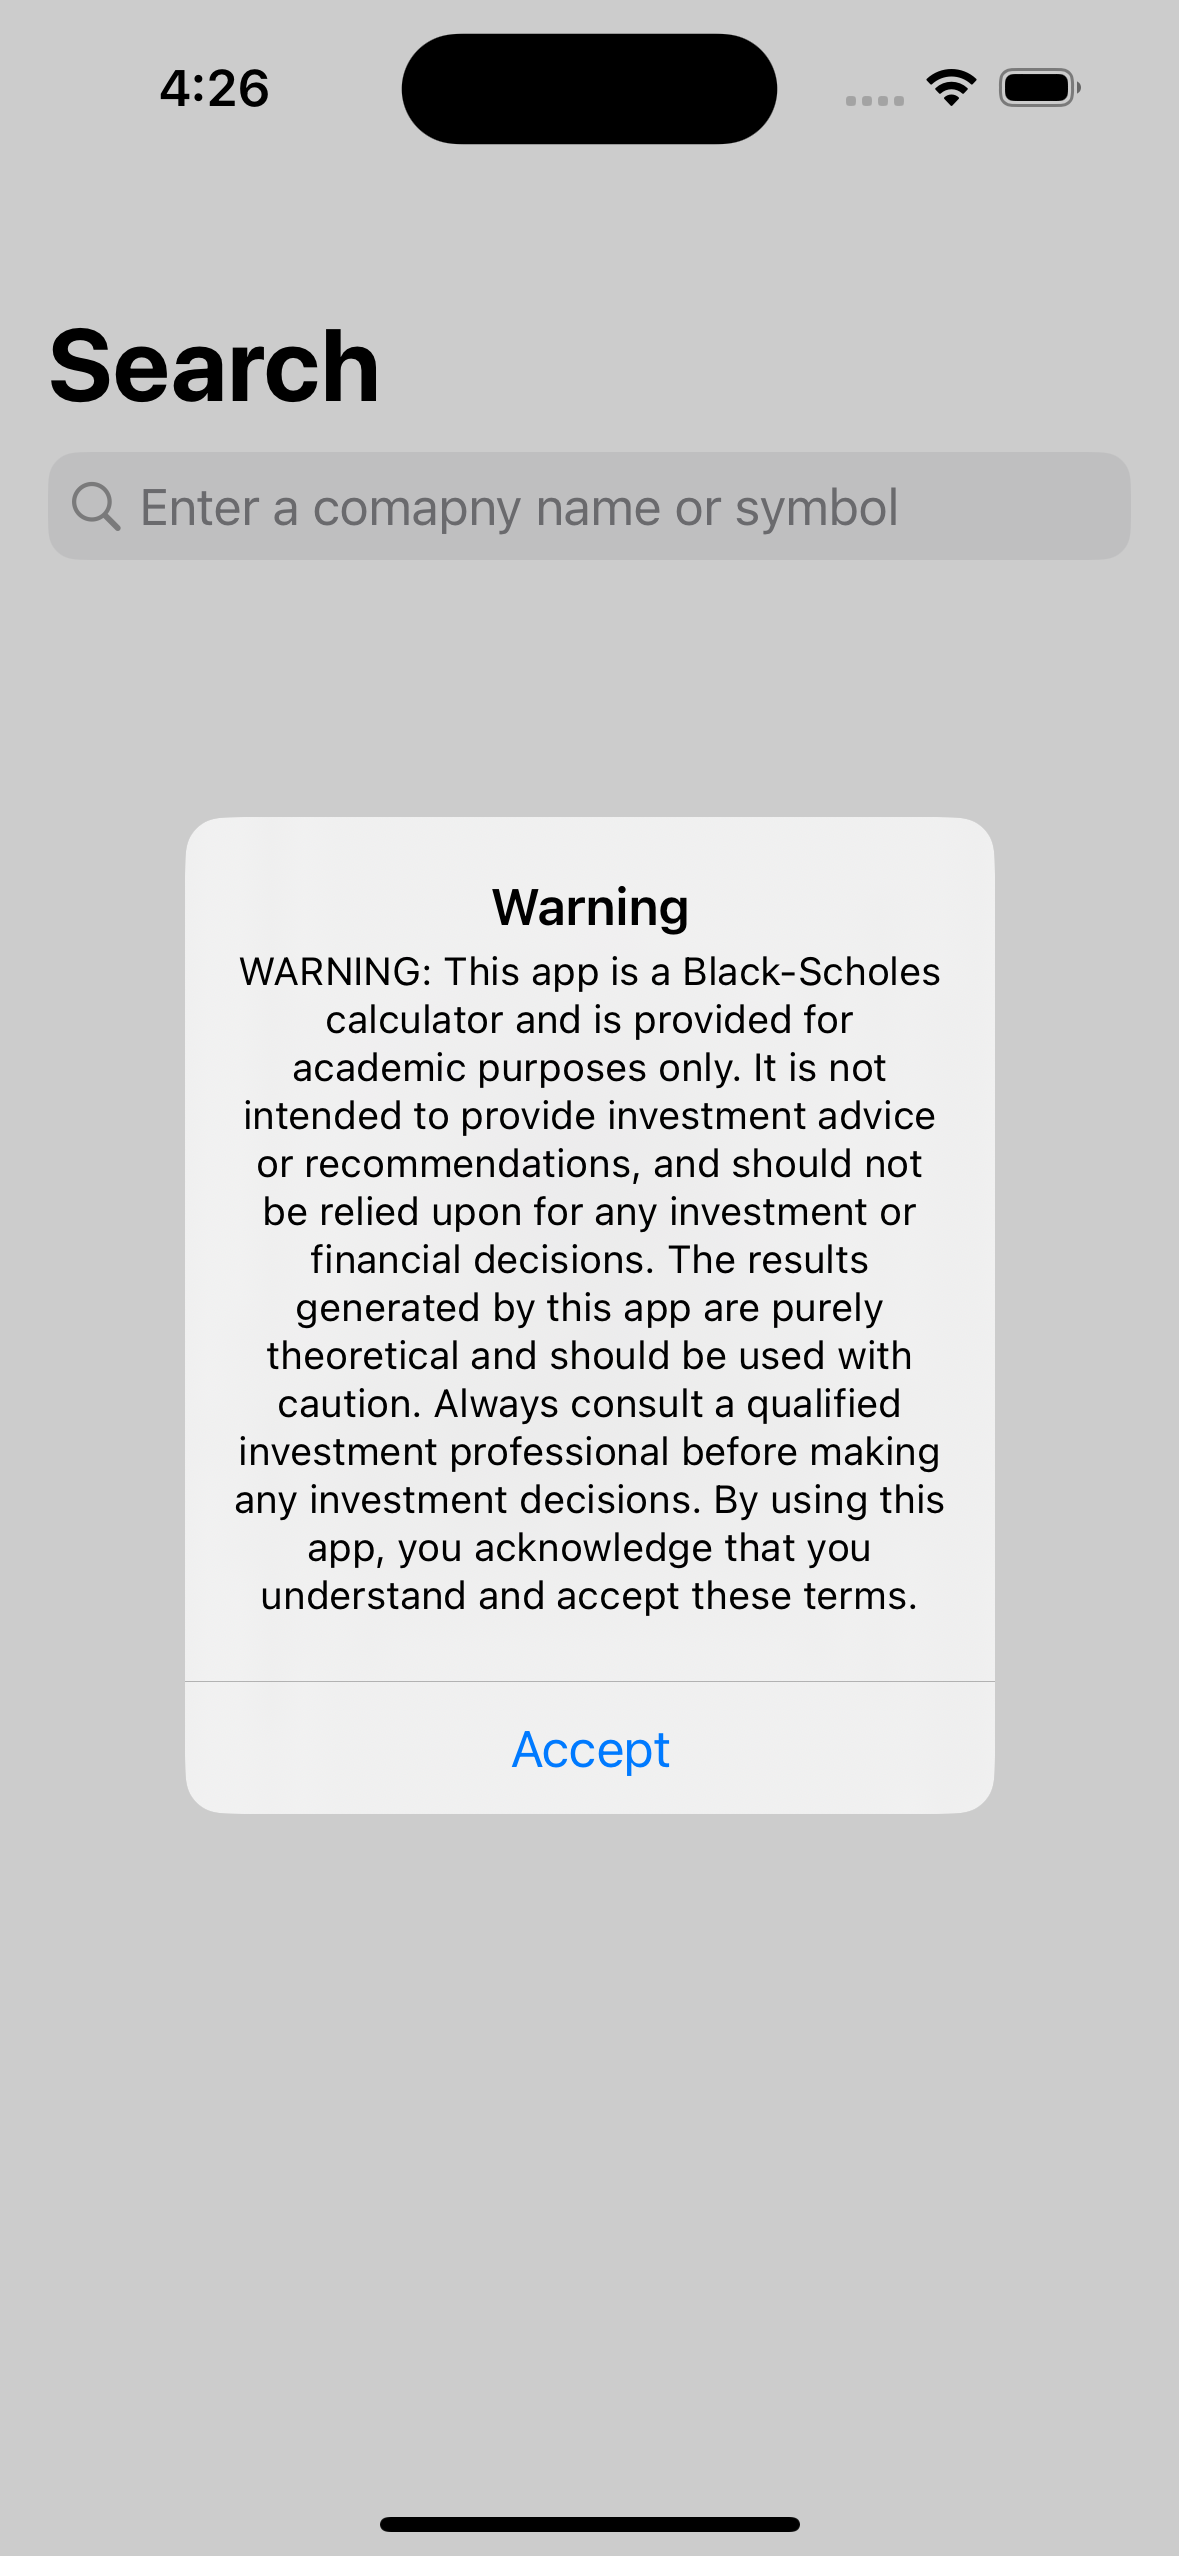 4:26
Search
Enter a comapny name or symbol
Warning
WARNING: This app is a Black-Scholes
calculator and is provided for
academic purposes only. It is not
intended to provide investment advice
or recommendations, and should not
be relied upon for any investment or
financial decisions. The results
generated by this app are purely
theoretical and should be used with
caution. Always consult a qualified
investment professional before making
any investment decisions. By using this
app, you acknowledge that you
understand and accept these terms.
Accept